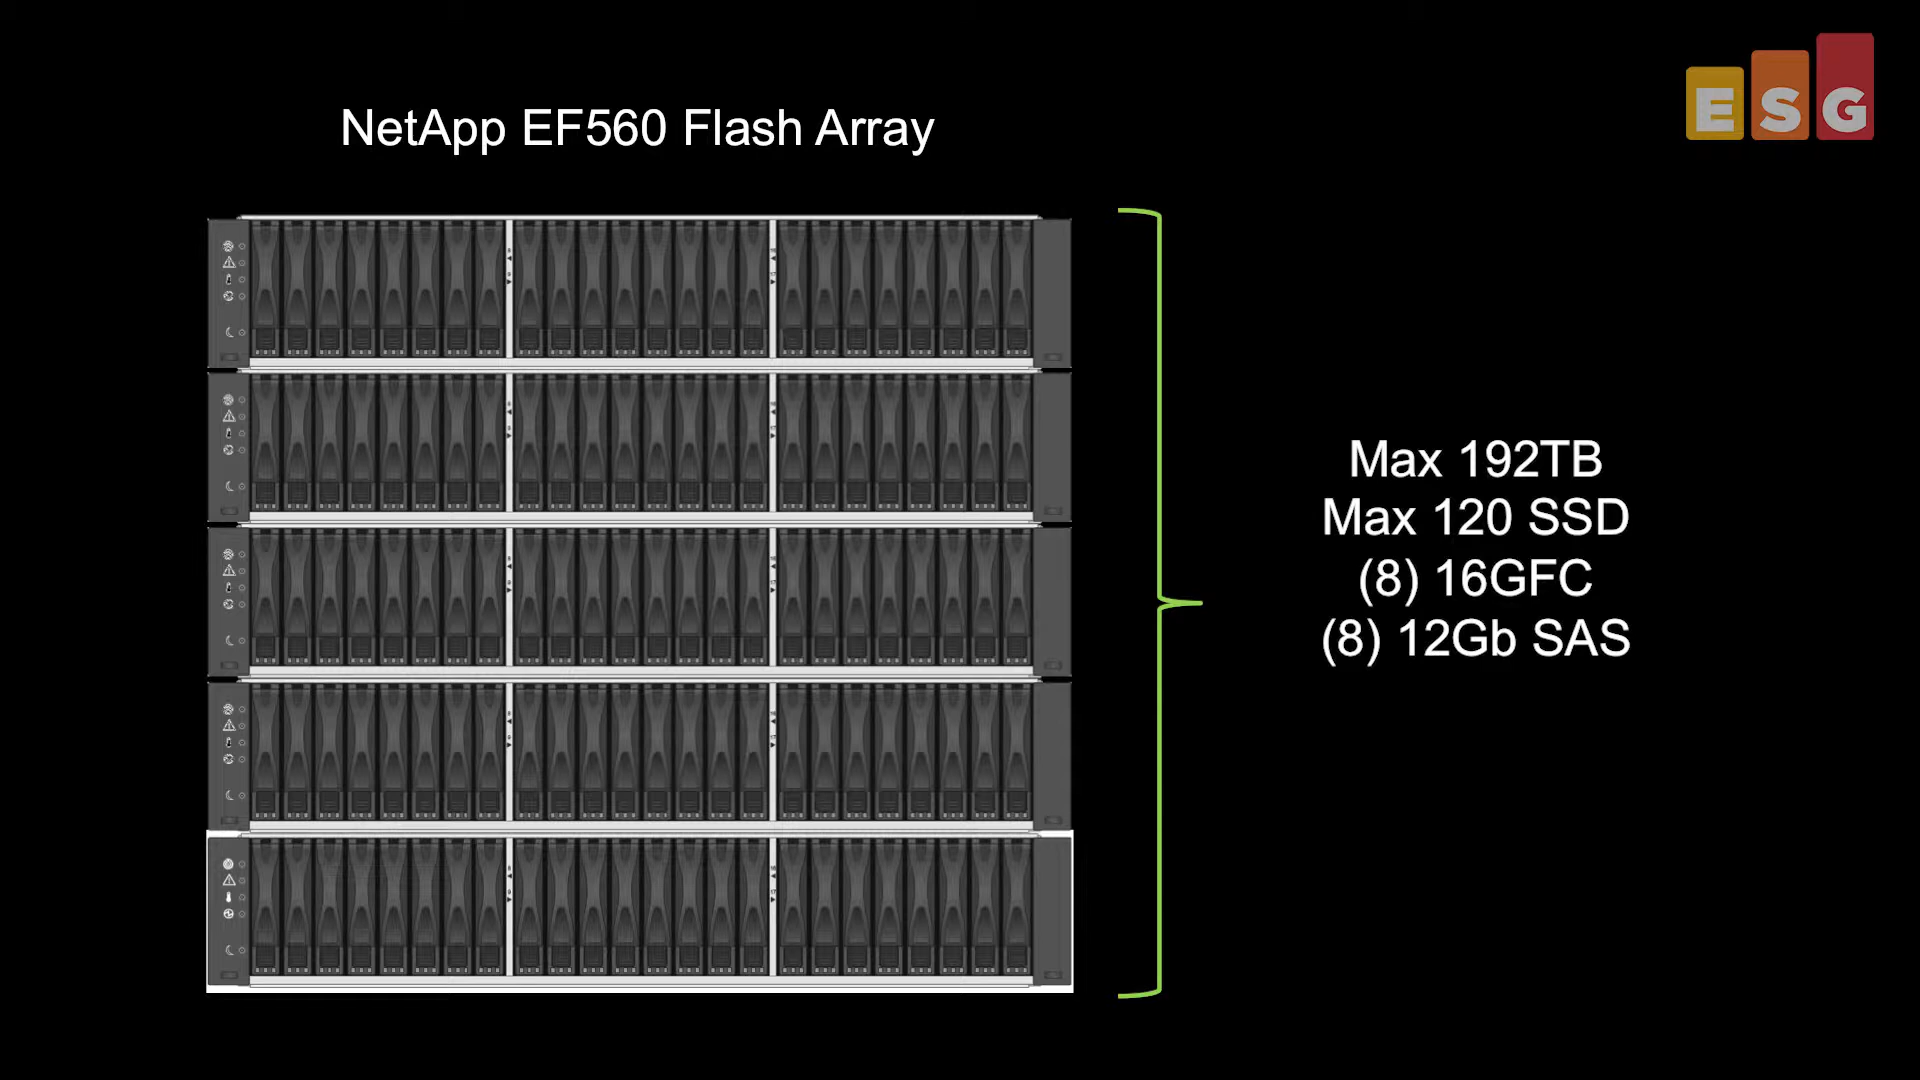 NetApp EF560 Flash Array
ESG
Max 192TB
Max 120 SSD
(8) 16GFC
(8) 12Gb SAS